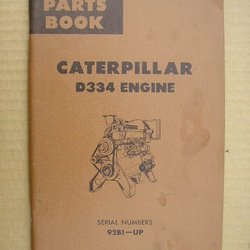 PARTS
BOOK
CATERPILLAR
D334 ENGINE
SERIAL NUMBERS
92B1—UP